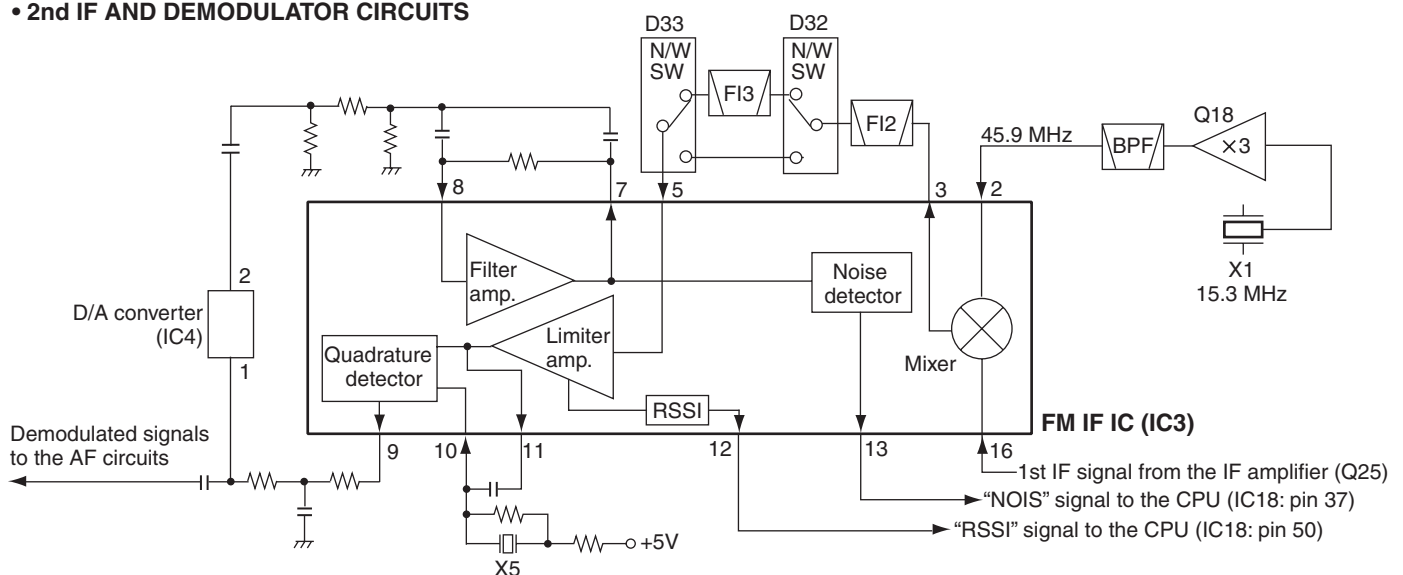 • 2nd IF AND DEMODULATOR CIRCUITS
D33
D32
N/W
SW
N/W
SW
FI3
FI2
Q18
45.9 MHz
BPF
×3
8
7
5
3
2
X1
15.3 MHz
2
D/A converter
(IC4)
1
Filter
amp.
Noise
detector
Limiter
amp.
Quadrature
detector
Mixer
RSSI
FM IF IC (IC3)
9
10
11
12
13
16
Demodulated signals
to the AF circuits
1st IF signal from the IF amplifier (Q25)
“NOIS” signal to the CPU (IC18: pin 37)
“RSSI” signal to the CPU (IC18: pin 50)
+5V
X5